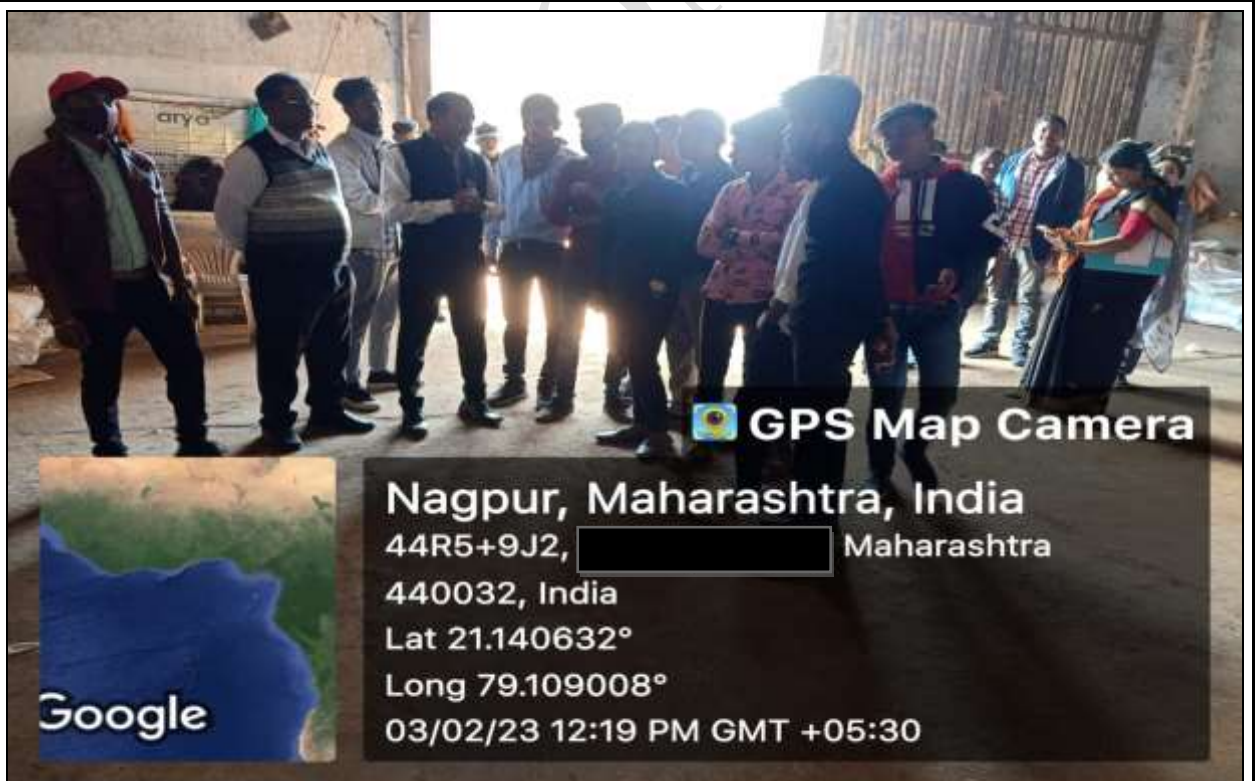 arya
GPS Map Camera
Nagpur, Maharashtra, India
44R5+9J2, Maharashtra
440032, India
Lat 21.140632°
Long 79.109008°
03/02/23 12:19 PM GMT +05:30
Google